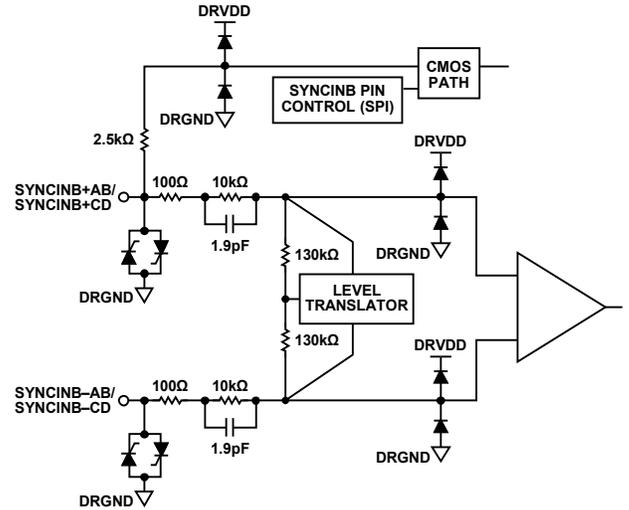 DRVDD
CMOS
PATH
SYNCINB PIN
CONTROL (SPI)
DRGND
2.5kΩ
DRVDD
SYNCINB+AB/
SYNCINB+CD
100Ω
10kΩ
1.9pF
DRGND
130kΩ
DRGND
LEVEL
TRANSLATOR
130kΩ
DRVDD
SYNCINB–AB/
SYNCINB–CD
100Ω
10kΩ
1.9pF
DRGND
DRGND